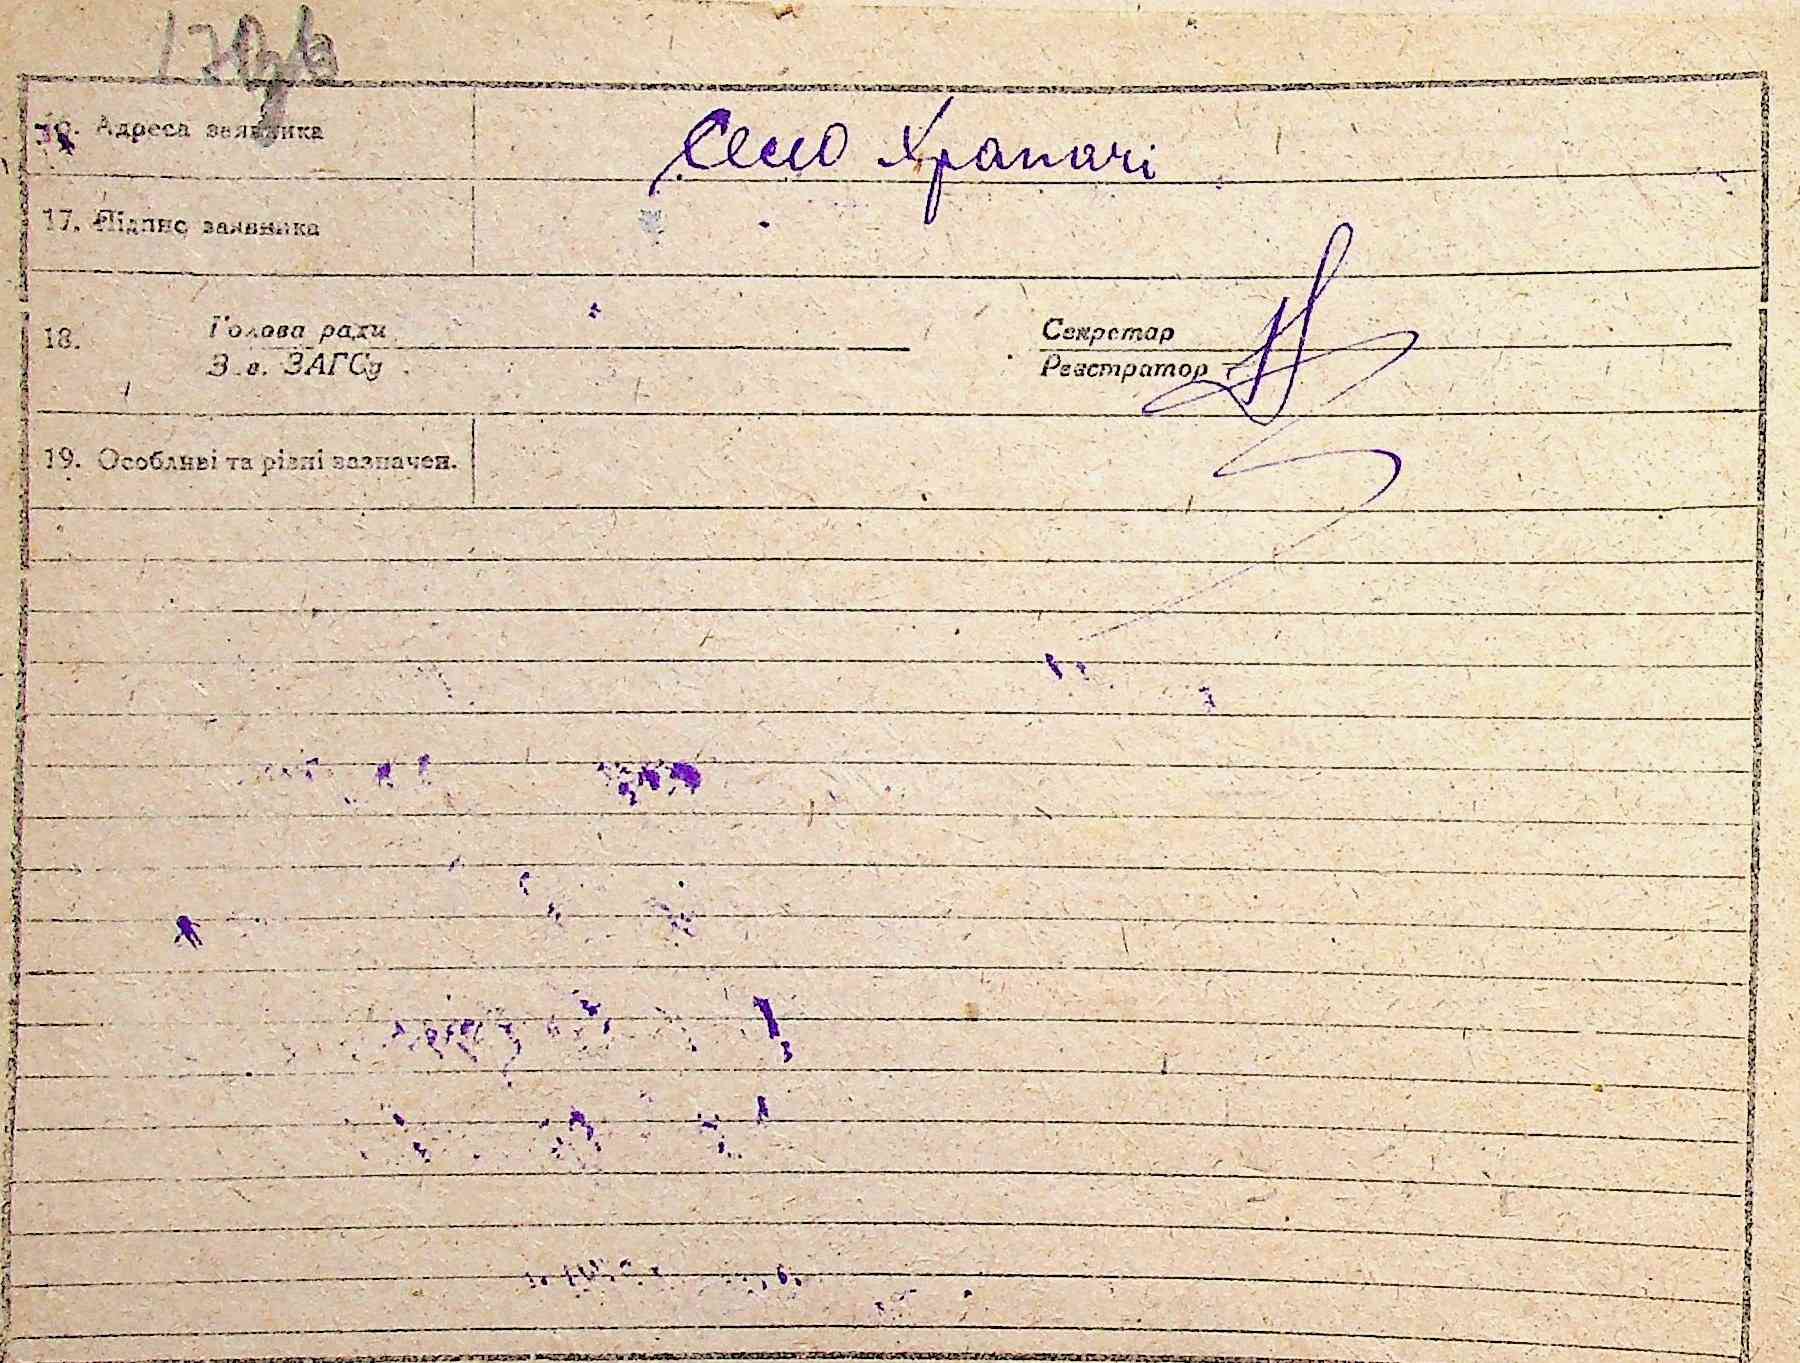 16. Адреса заявника Село Храпачі
17. Підпис заявника
18. Голова ради Секретар
Зав. ЗАГСу Реєстратор
19. Особливі та різні зазначен.